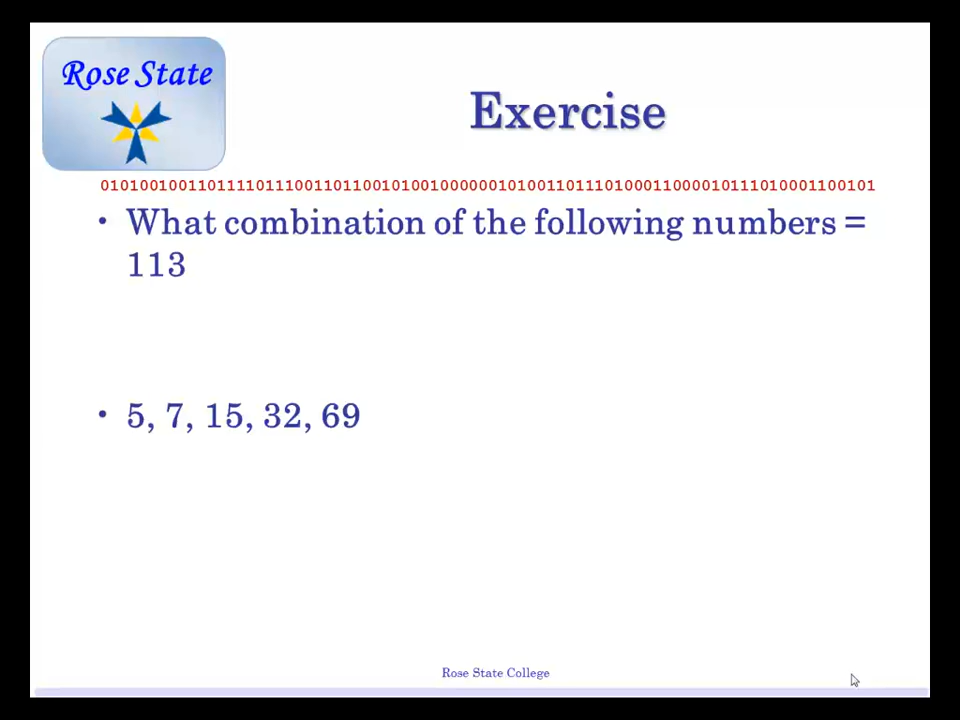 Rose State
Exercise
01010010011011110111001101100101001000000101001101110100011000010111010001100101
• What combination of the following numbers =
113
• 5, 7, 15, 32, 69
Rose State College